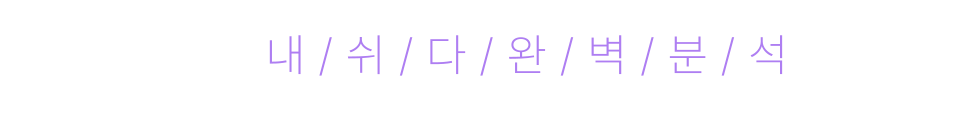 내 / 쉬 / 다 / 완 / 벽 / 분 / 석